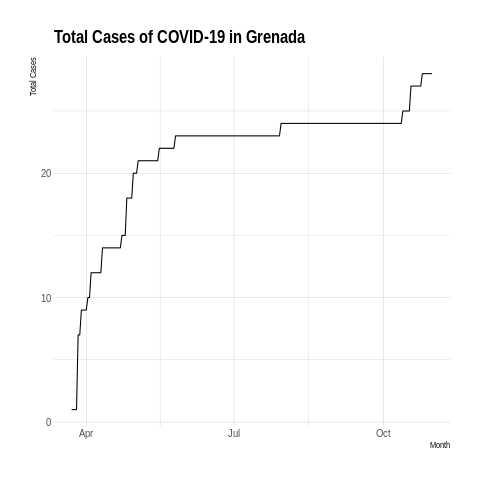 Total Cases of COVID-19 in Grenada
Total Cases
20
10
0
Apr Jul Oct
Month